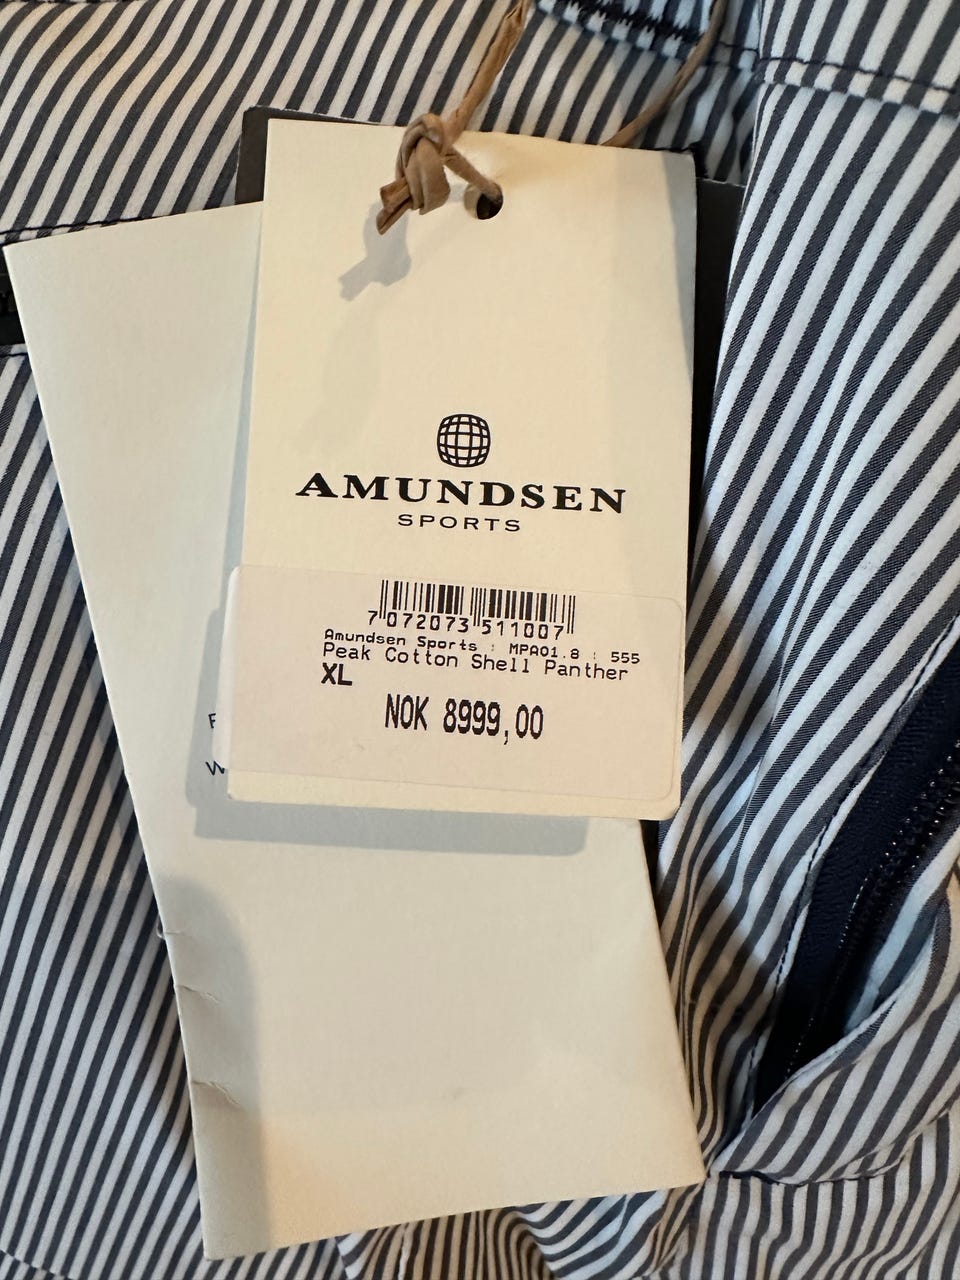 AMUNDSEN
SPORTS
7 072073 511007
Amundsen Sports : MPA01.8 : 555
Peak Cotton Shell Panther
XL
NOK 8999,00